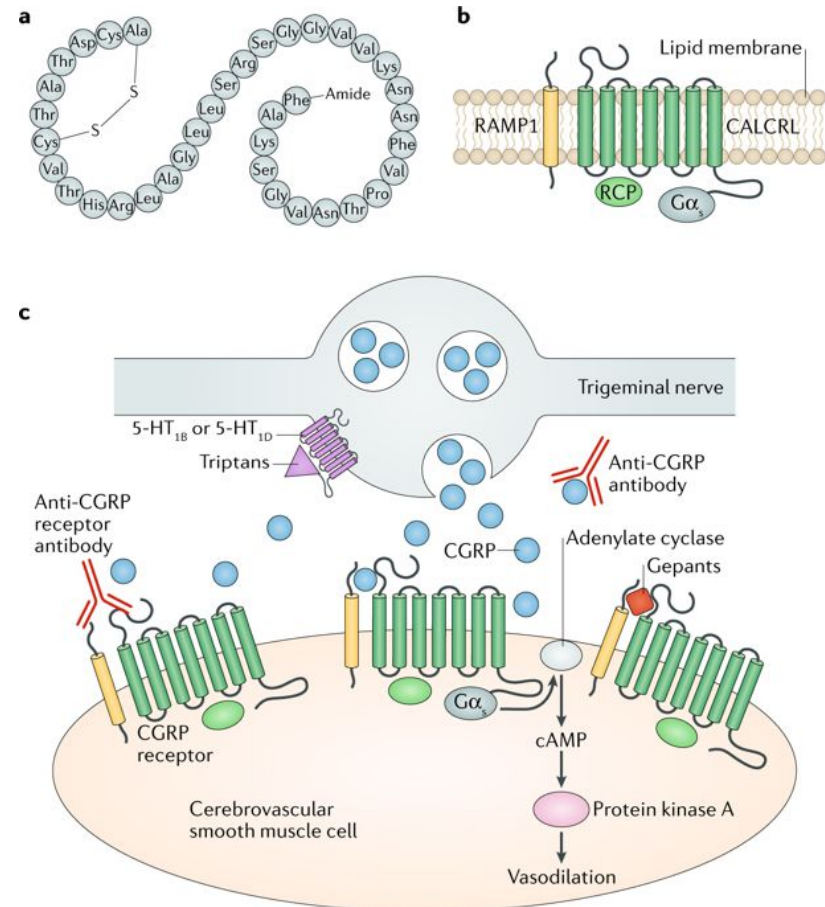 a
Ala
Cys
Asp
Thr
Ala
Thr
Cys
S
S
Val
Thr
His
Arg
Leu
Ala
Gly
Leu
Leu
Ser
Arg
Ser
Gly
Gly
Val
Val
Lys
Asn
Asn
Phe
Val
Pro
Thr
Asn
Val
Gly
Ser
Lys
Ala
Phe
Amide
b
Lipid membrane
RAMP1
CALCRL
RCP
Gαs
c
Trigeminal nerve
5-HT1B or 5-HT1D
Triptans
Anti-CGRP
antibody
Anti-CGRP
receptor
antibody
CGRP
Adenylate cyclase
Gepants
CGRP
receptor
Gαs
cAMP
Cerebrovascular
smooth muscle cell
Protein kinase A
Vasodilation